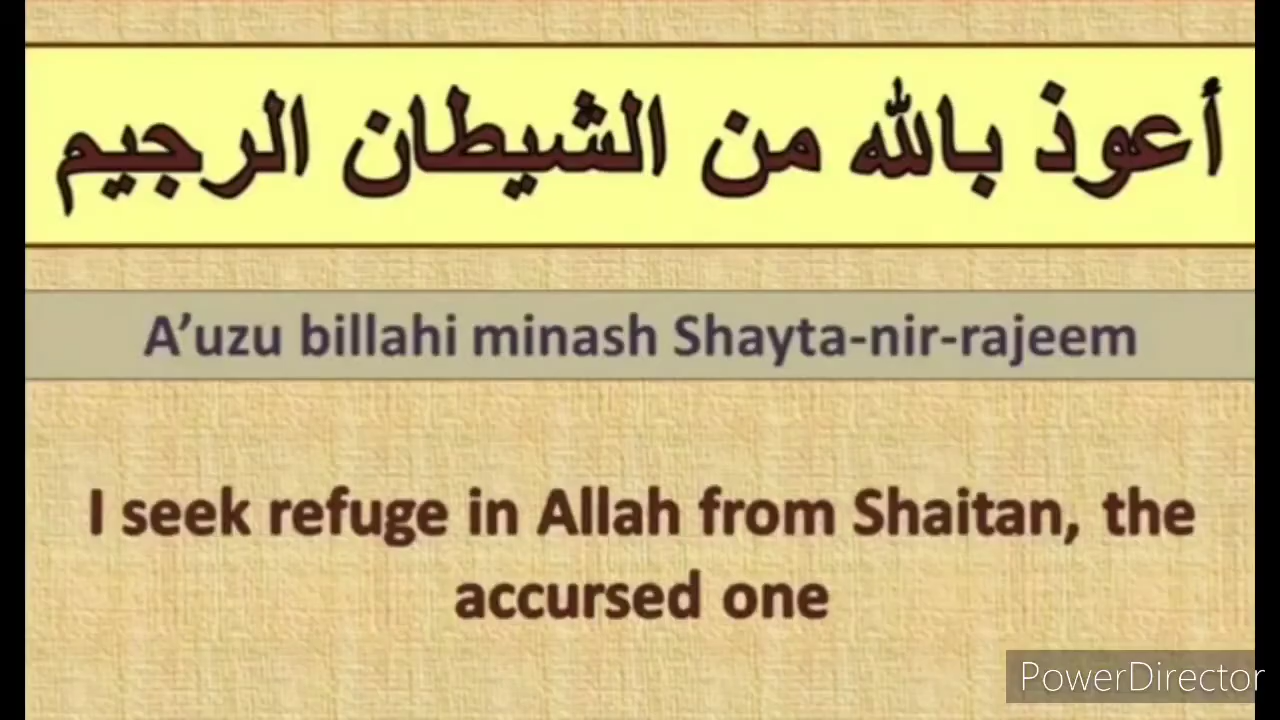 أعوذ بالله من الشيطان الرجيم
A’uzu billahi minash Shayta-nir-rajeem
I seek refuge in Allah from Shaitan, the
accursed one
PowerDirector